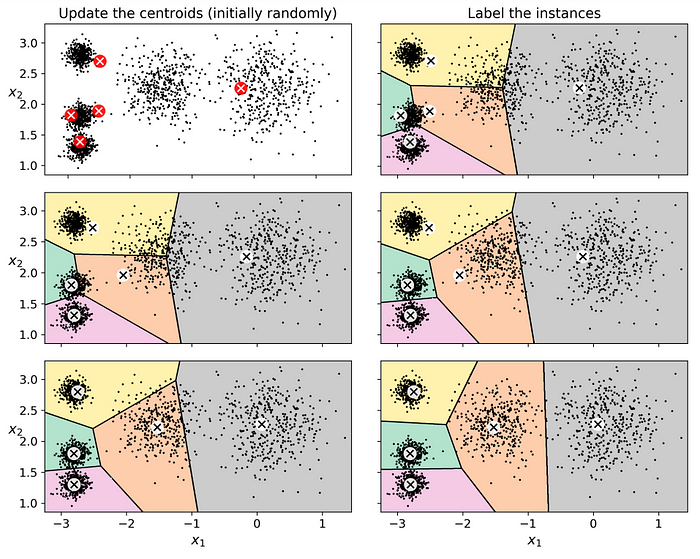 Update the centroids (initially randomly)
Label the instances
x₂
3.0
2.5
2.0
1.5
1.0
x₂
3.0
2.5
2.0
1.5
1.0
x₂
3.0
2.5
2.0
1.5
1.0
−3 −2 −1 0 1
−3 −2 −1 0 1
x₁
x₁